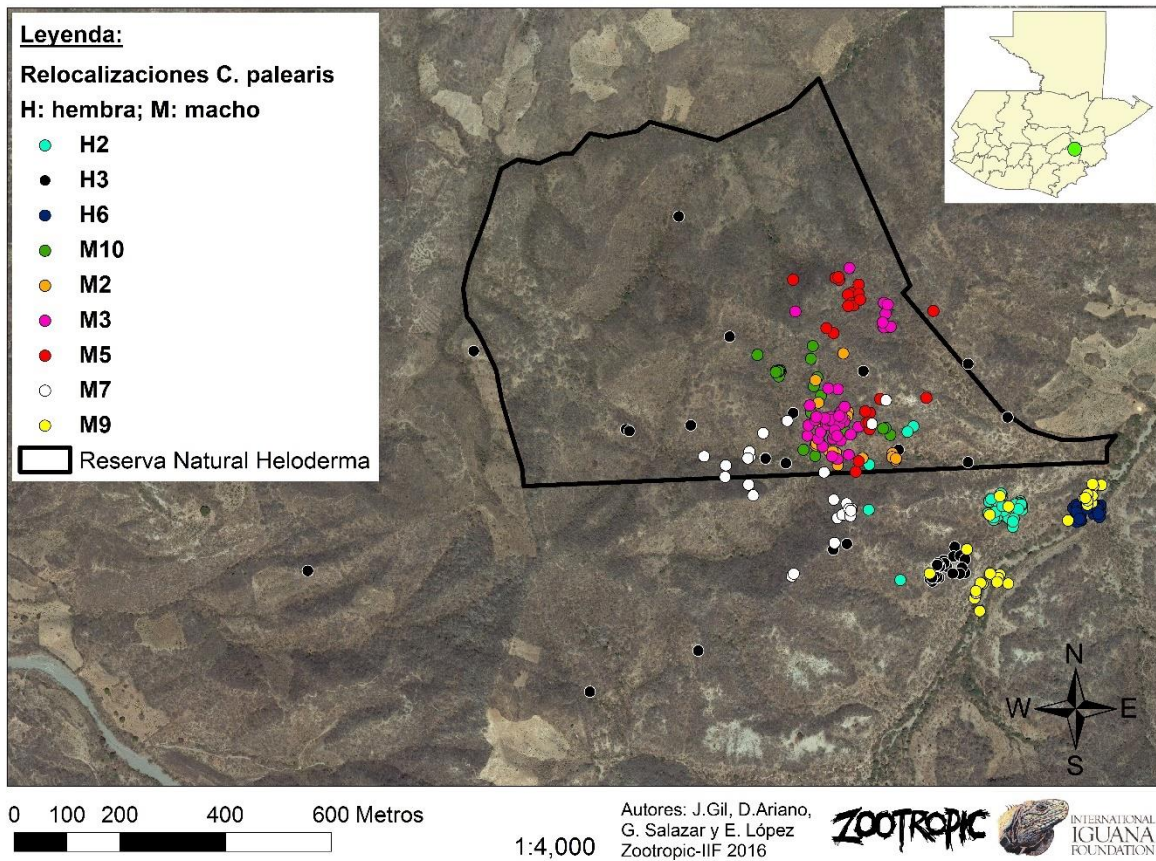 Leyenda:
Relocalizaciones C. palearis
H: hembra; M: macho
H2
H3
H6
M10
M2
M3
M5
M7
M9
Reserva Natural Heloderma
N
W E
S
0 100 200 400 600 Metros
1:4,000
Autores: J.Gil, D.Ariano,
G. Salazar y E. López
Zootropic-IIF 2016
ZOOTROPIC
INTERNATIONAL
IGUANA
FOUNDATION